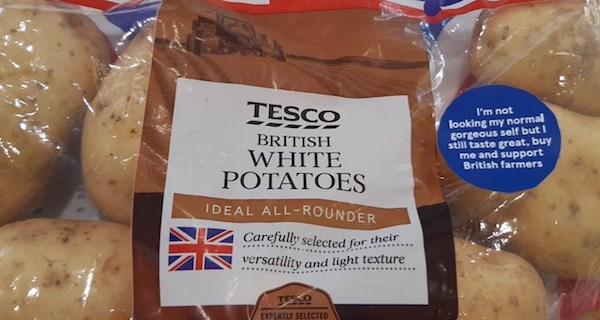 TESCO
BRITISH
WHITE
POTATOES
IDEAL ALL-ROUNDER
Carefully selected for their
versatility and light texture
TESCO
EXPERTLY SELECTED
I'm not
looking my normal
gorgeous self but I
still taste great, buy
me and support
British farmers